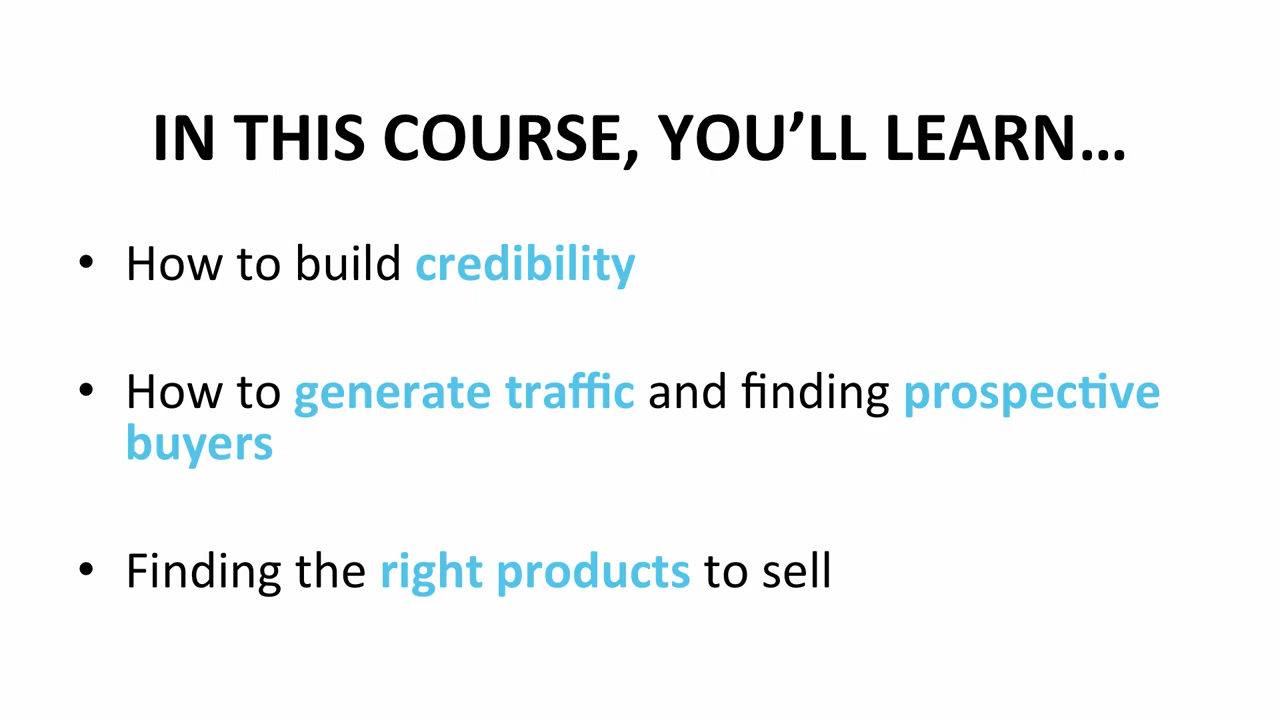 IN THIS COURSE, YOU’LL LEARN…
• How to build credibility
• How to generate traffic and finding prospective
buyers
• Finding the right products to sell